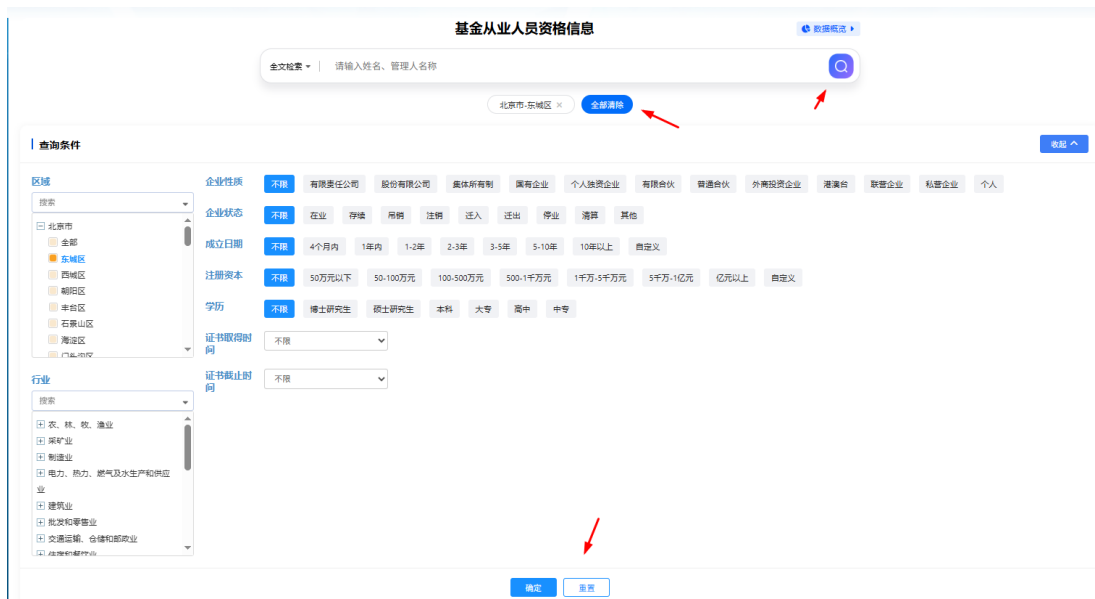 基金从业人员资格信息
数据概览
全文检索 请输入姓名、管理人名称
北京市-东城区 × 全部清除
查询条件 收起
区域
搜索
北京市
全部
东城区
西城区
朝阳区
丰台区
石景山区
海淀区
门头沟区
行业
搜索
农、林、牧、渔业
采矿业
制造业
电力、热力、燃气及水生产和供应
业
建筑业
批发和零售业
交通运输、仓储和邮政业
住宿和餐饮业
企业性质 不限 有限责任公司 股份有限公司 集体所有制 国有企业 个人独资企业 有限合伙 普通合伙 外商投资企业 港澳台 联营企业 私营企业 个人
企业状态 不限 在业 存续 吊销 注销 迁入 迁出 停业 清算 其他
成立日期 不限 4个月内 1年内 1-2年 2-3年 3-5年 5-10年 10年以上 自定义
注册资本 不限 50万元以下 50-100万元 100-500万元 500-1千万元 1千万-5千万元 5千万-1亿元 亿元以上 自定义
学历 不限 博士研究生 硕士研究生 本科 大专 高中 中专
证书取得时
间 不限
证书截止时
间 不限
确定 重置